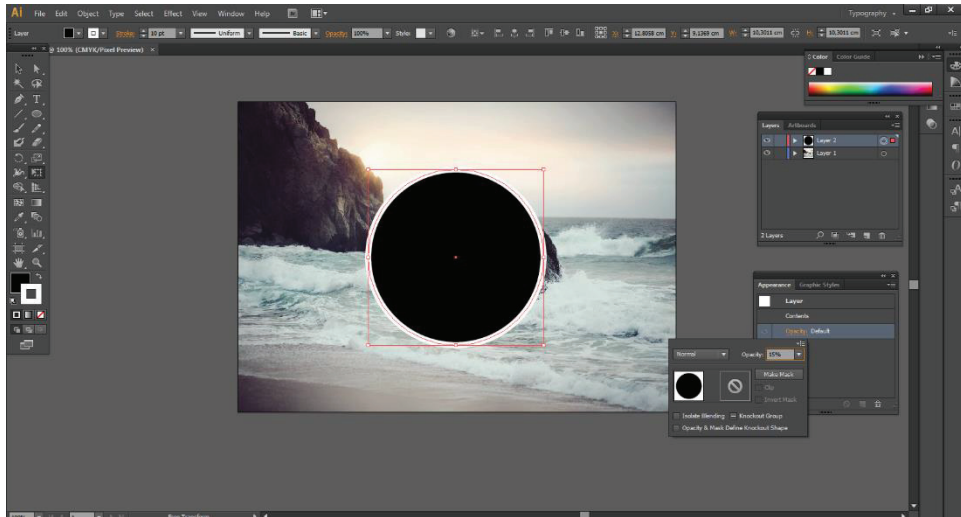 Ai File Edit Object Type Select Effect View Window Help Typography
Layer Stroke: 10 pt Uniform Basic Opacity: 100% Style: X: 12,8058 cm Y: 9,1369 cm W: 10,3011 cm H: 10,3011 cm
@ 100% (CMYK/Pixel Preview) ×
Color Color Guide
Layers Artboards
Layer 2
Layer 1
2 Layers
Appearance Graphic Styles
Layer
Contents
Opacity: Default
Normal Opacity: 15%
Make Mask
Clip
Invert Mask
Isolate Blending Knockout Group
Opacity & Mask Define Knockout Shape
Free Transform